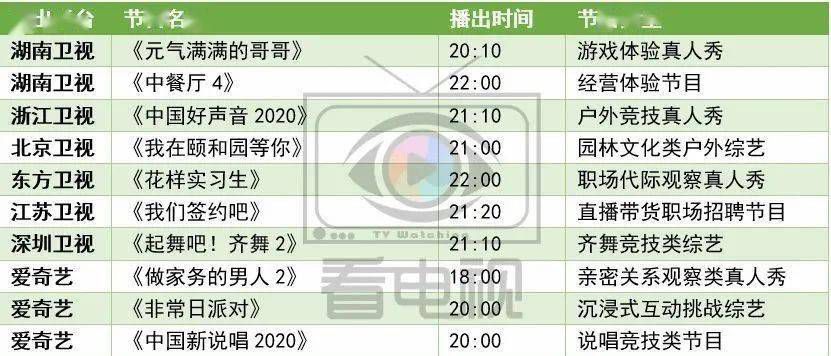 台 节目名 播出时间 节
湖南卫视 《元气满满的哥哥》 20:10 游戏体验真人秀
湖南卫视 《中餐厅 4》 22:00 经营体验节目
浙江卫视 《中国好声音 2020》 21:10 户外竞技真人秀
北京卫视 《我在颐和园等你》 21:00 园林文化类户外综艺
东方卫视 《花样实习生》 22:00 职场代际观察真人秀
江苏卫视 《我们签约吧》 21:20 直播带货职场招聘节目
深圳卫视 《起舞吧！齐舞 2》 21:10 齐舞竞技类综艺
爱奇艺 《做家务的男人 2》 18:00 亲密关系观察类真人秀
爱奇艺 《非常日派对》 20:00 沉浸式互动挑战综艺
爱奇艺 《中国新说唱 2020》 20:00 说唱竞技类节目
TV Watching
看电视